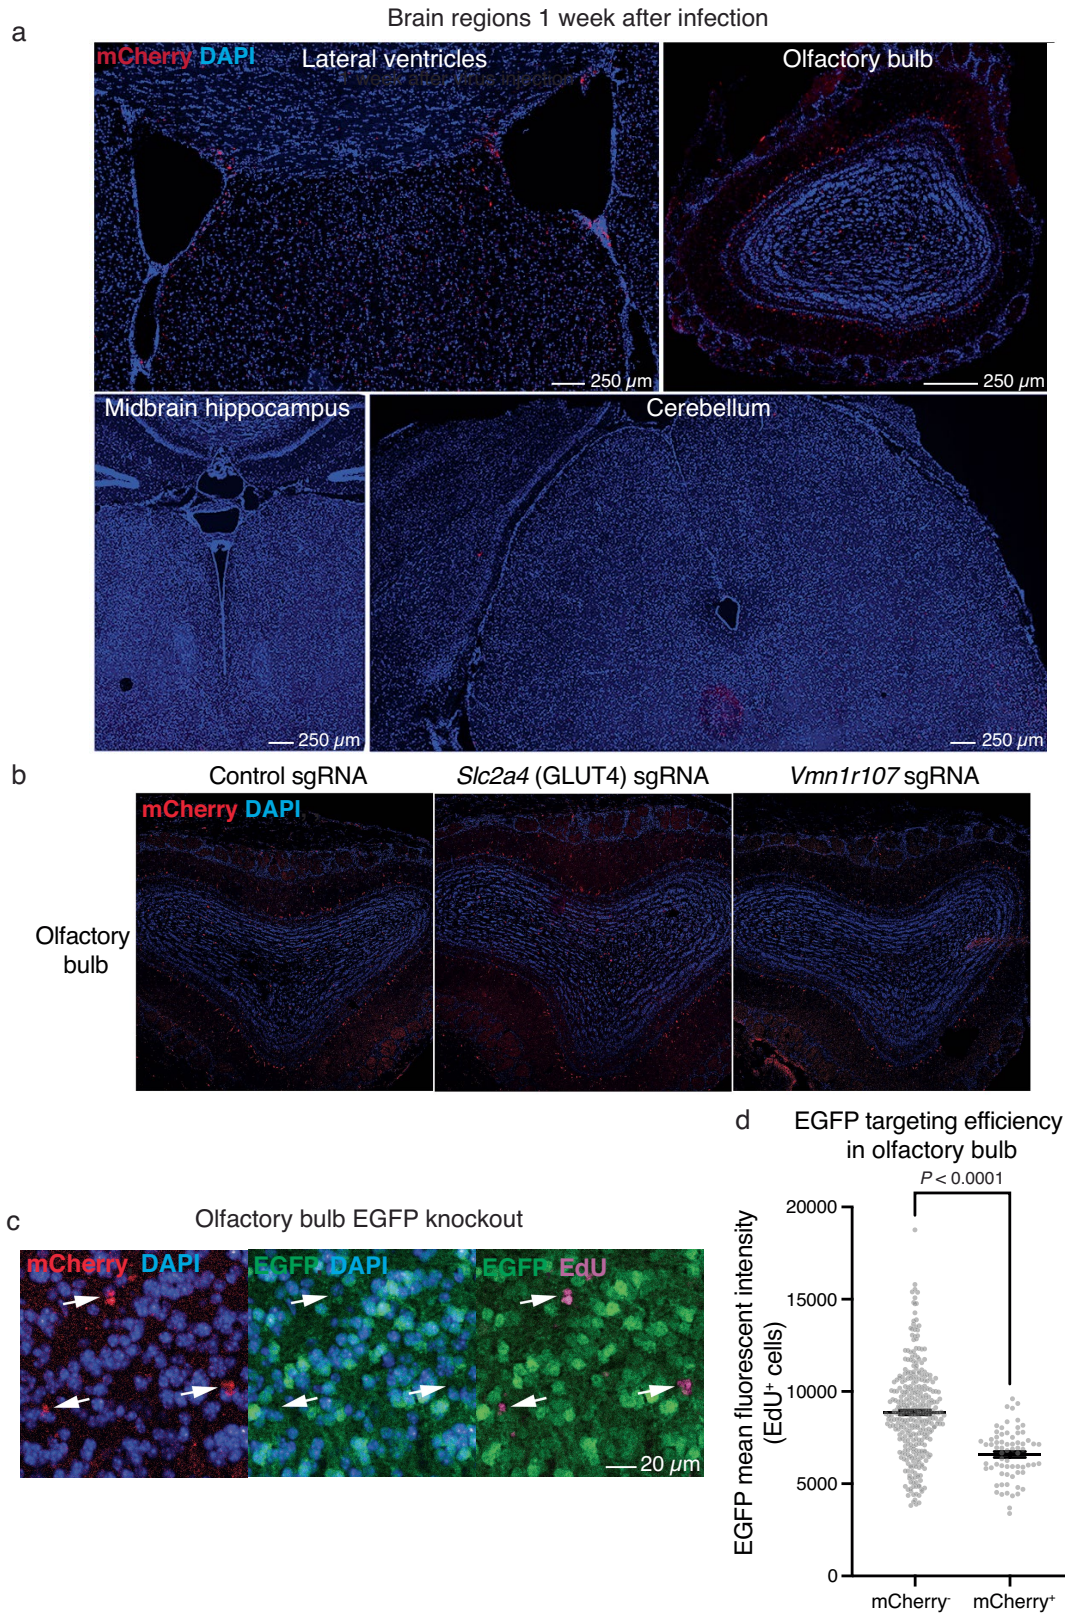 Brain regions 1 week after infection
a
mCherry DAPI
Lateral ventricles
Olfactory bulb
250 µm
250 µm
Midbrain hippocampus
Cerebellum
250 µm
250 µm
b
Control sgRNA
Slc2a4 (GLUT4) sgRNA
Vmn1r107 sgRNA
mCherry DAPI
Olfactory
bulb
c
Olfactory bulb EGFP knockout
mCherry DAPI
EGFP DAPI
EGFP EdU
20 µm
d
EGFP targeting efficiency
in olfactory bulb
P < 0.0001
EGFP mean fluorescent intensity
(EdU⁺ cells)
20000
15000
10000
5000
0
mCherry⁻
mCherry⁺